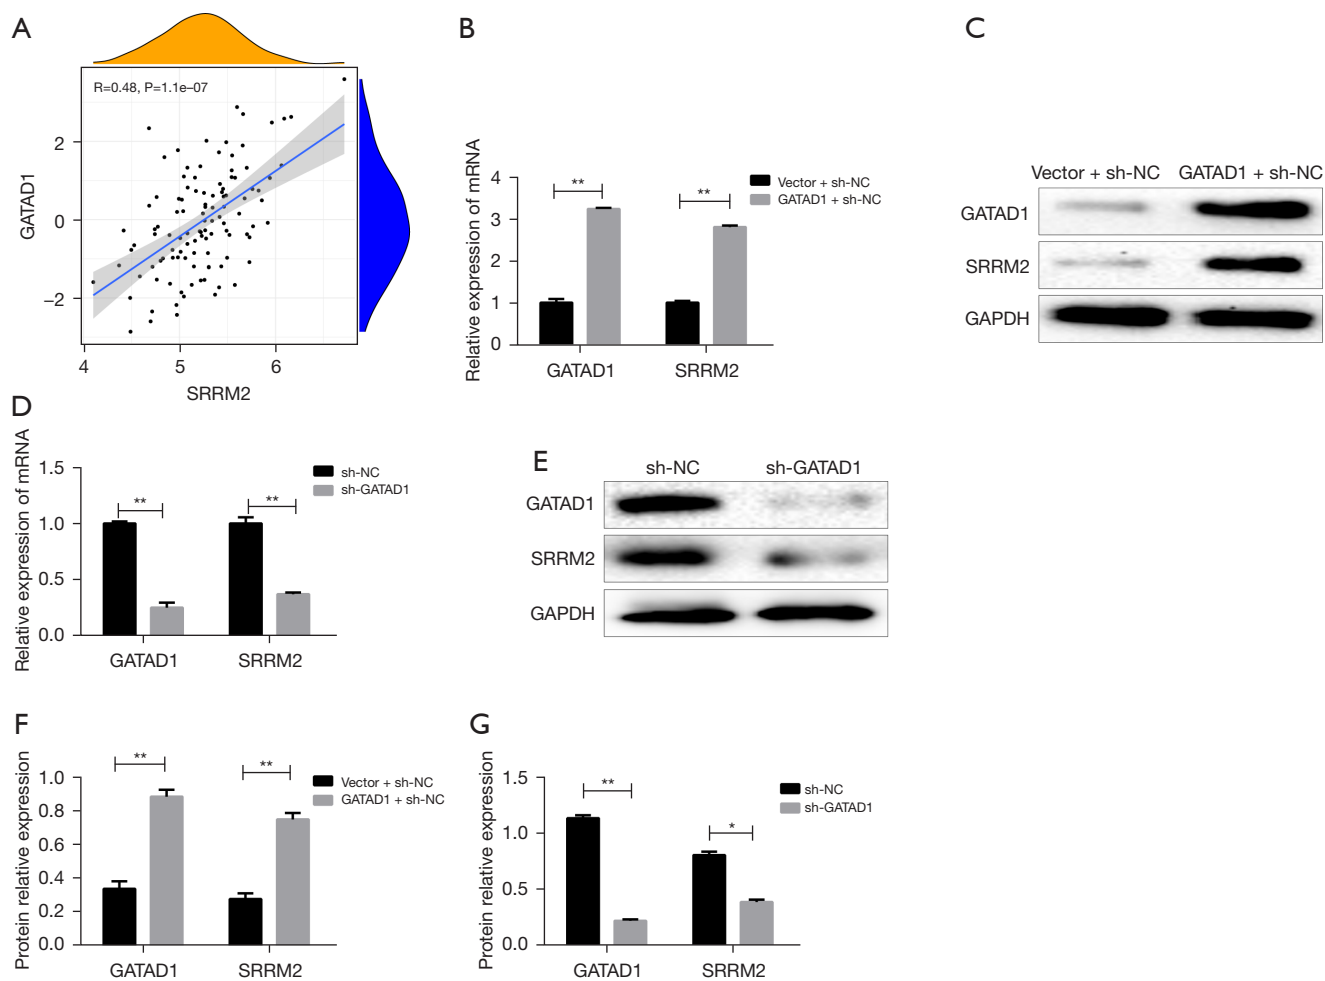 A
R=0.48, P=1.1e–07
GATAD1
2
0
–2
4
5
6
SRRM2
B
Relative expression of mRNA
4
3
2
1
0
**
**
Vector + sh-NC
GATAD1 + sh-NC
GATAD1
SRRM2
C
Vector + sh-NC
GATAD1 + sh-NC
GATAD1
SRRM2
GAPDH
D
Relative expression of mRNA
1.5
1.0
0.5
0.0
**
**
sh-NC
sh-GATAD1
GATAD1
SRRM2
E
sh-NC
sh-GATAD1
GATAD1
SRRM2
GAPDH
F
Protein relative expression
1.0
0.8
0.6
0.4
0.2
0.0
**
**
Vector + sh-NC
GATAD1 + sh-NC
GATAD1
SRRM2
G
Protein relative expression
1.5
1.0
0.5
0.0
**
*
sh-NC
sh-GATAD1
GATAD1
SRRM2